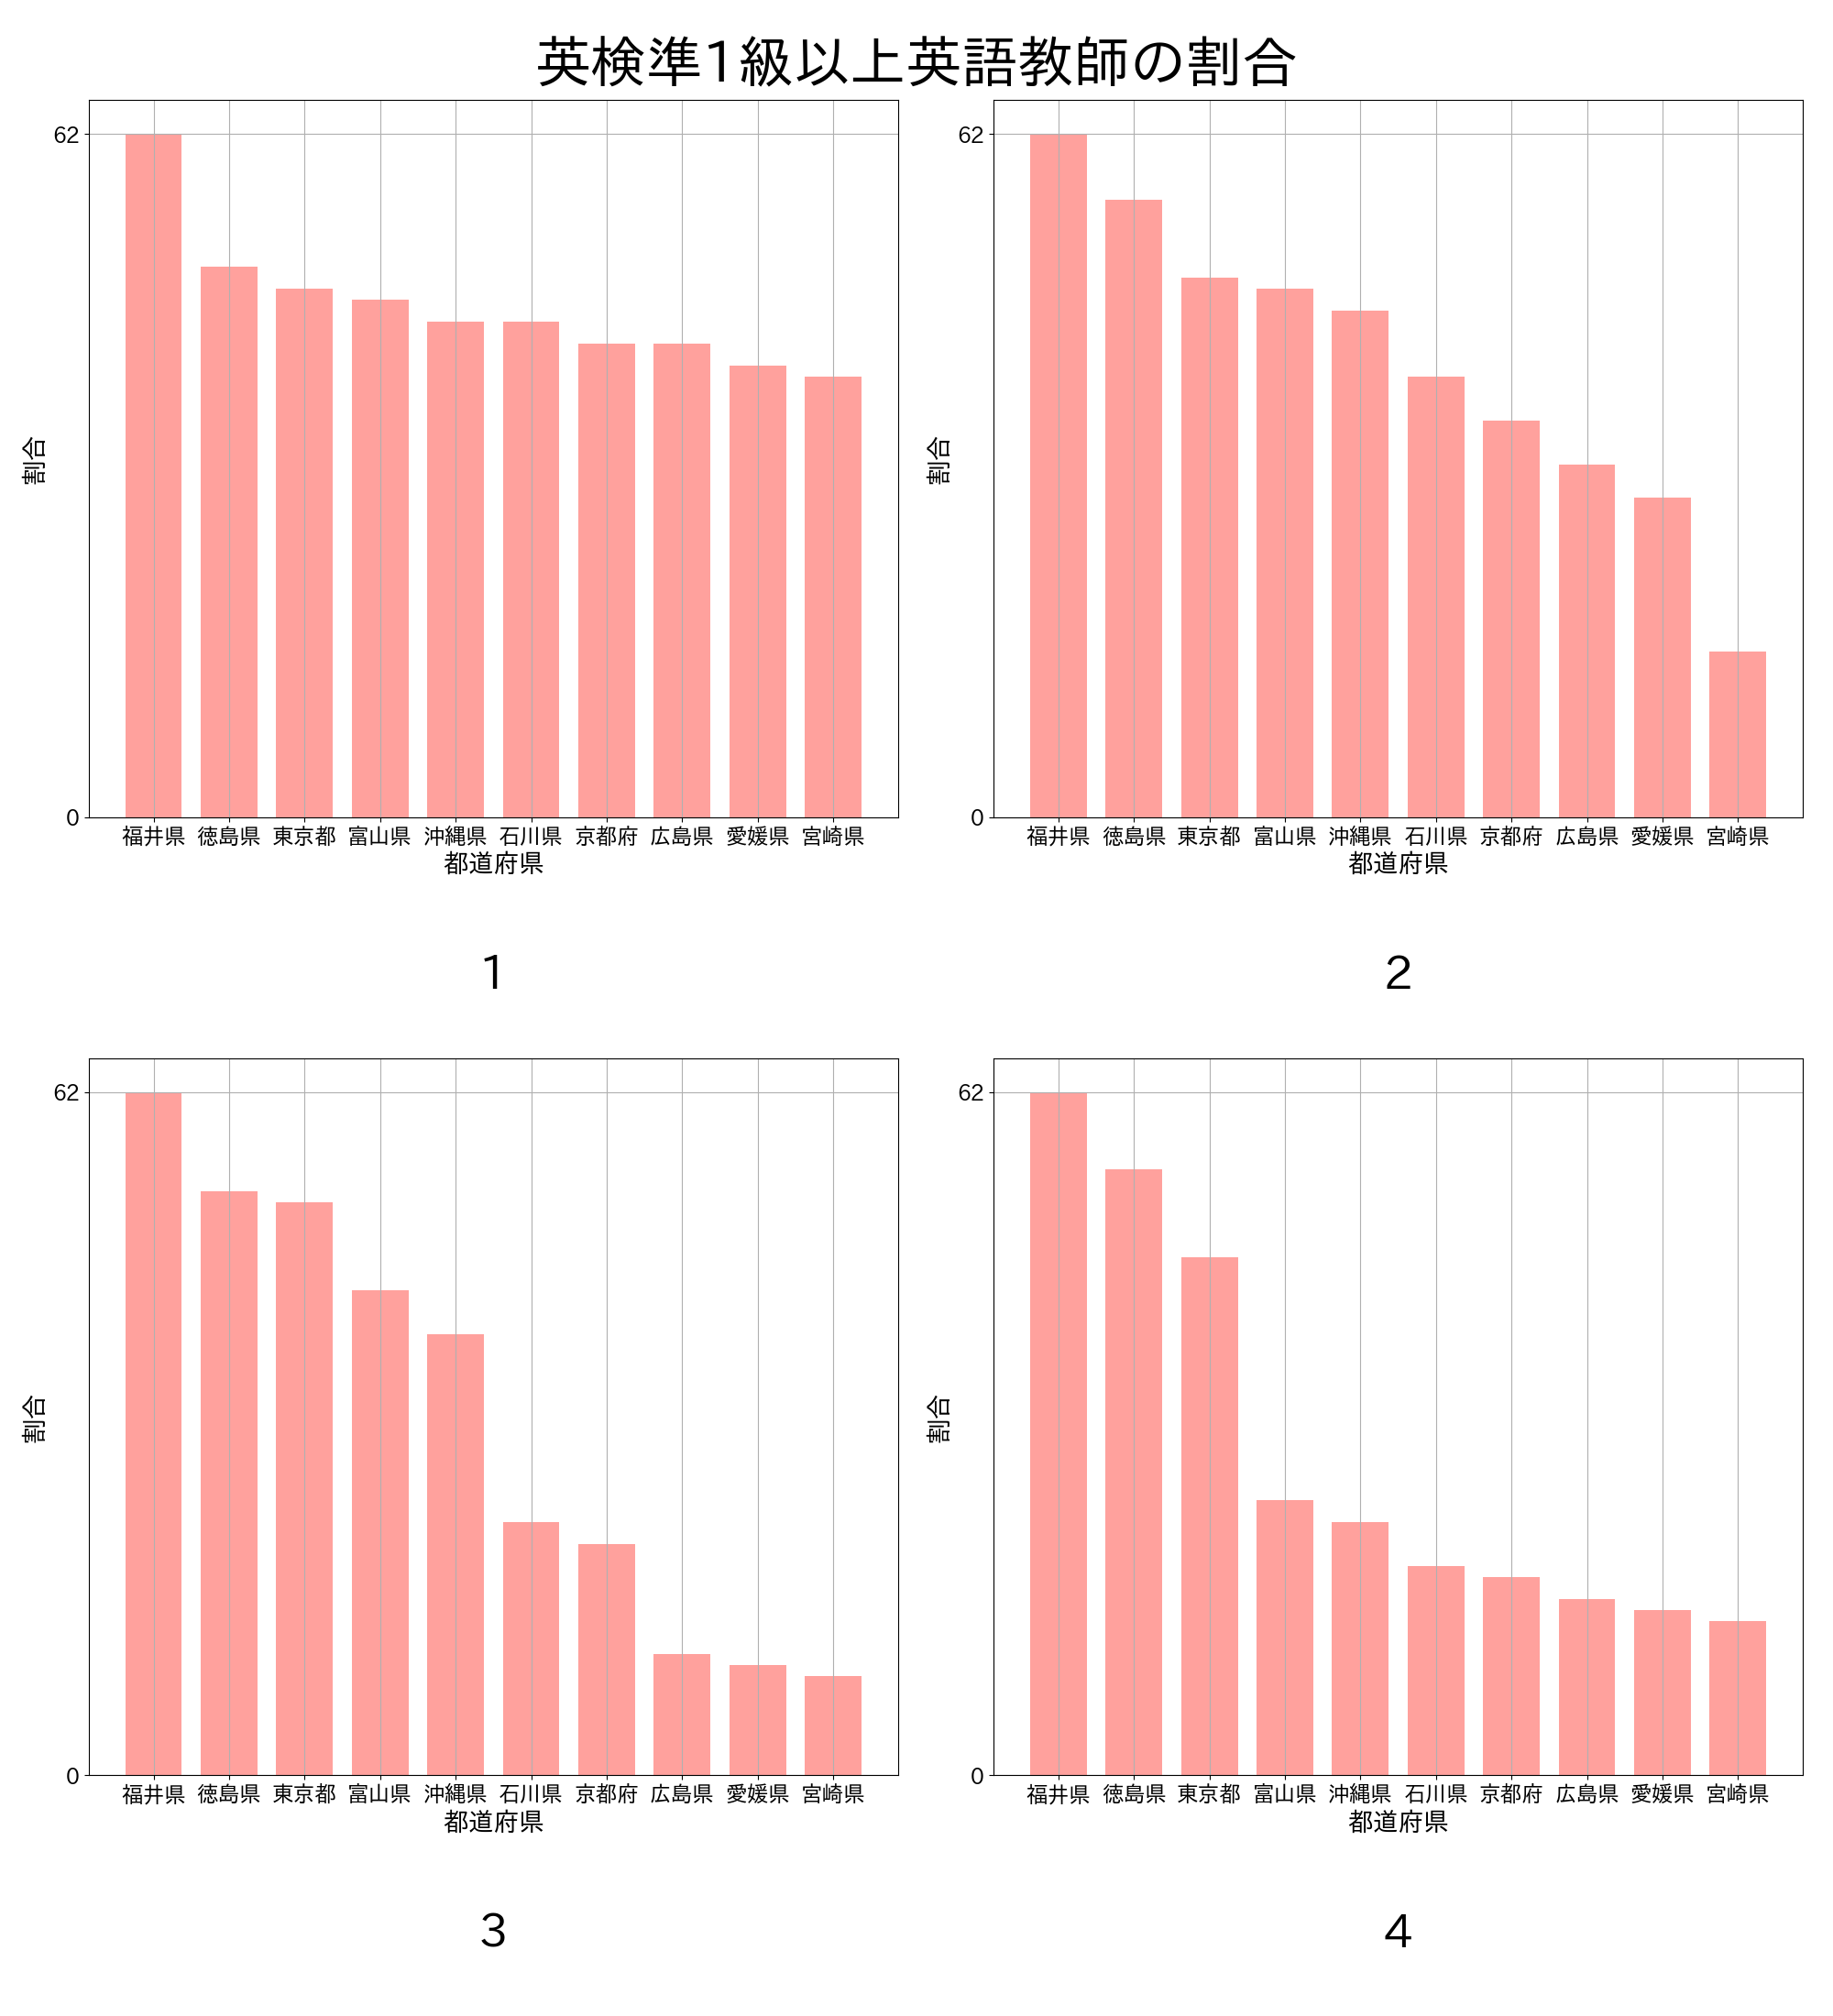 英検準1級以上英語教師の割合
62
割合
0
福井県 徳島県 東京都 富山県 沖縄県 石川県 京都府 広島県 愛媛県 宮崎県
都道府県
1
62
割合
0
福井県 徳島県 東京都 富山県 沖縄県 石川県 京都府 広島県 愛媛県 宮崎県
都道府県
2
62
割合
0
福井県 徳島県 東京都 富山県 沖縄県 石川県 京都府 広島県 愛媛県 宮崎県
都道府県
3
62
割合
0
福井県 徳島県 東京都 富山県 沖縄県 石川県 京都府 広島県 愛媛県 宮崎県
都道府県
4